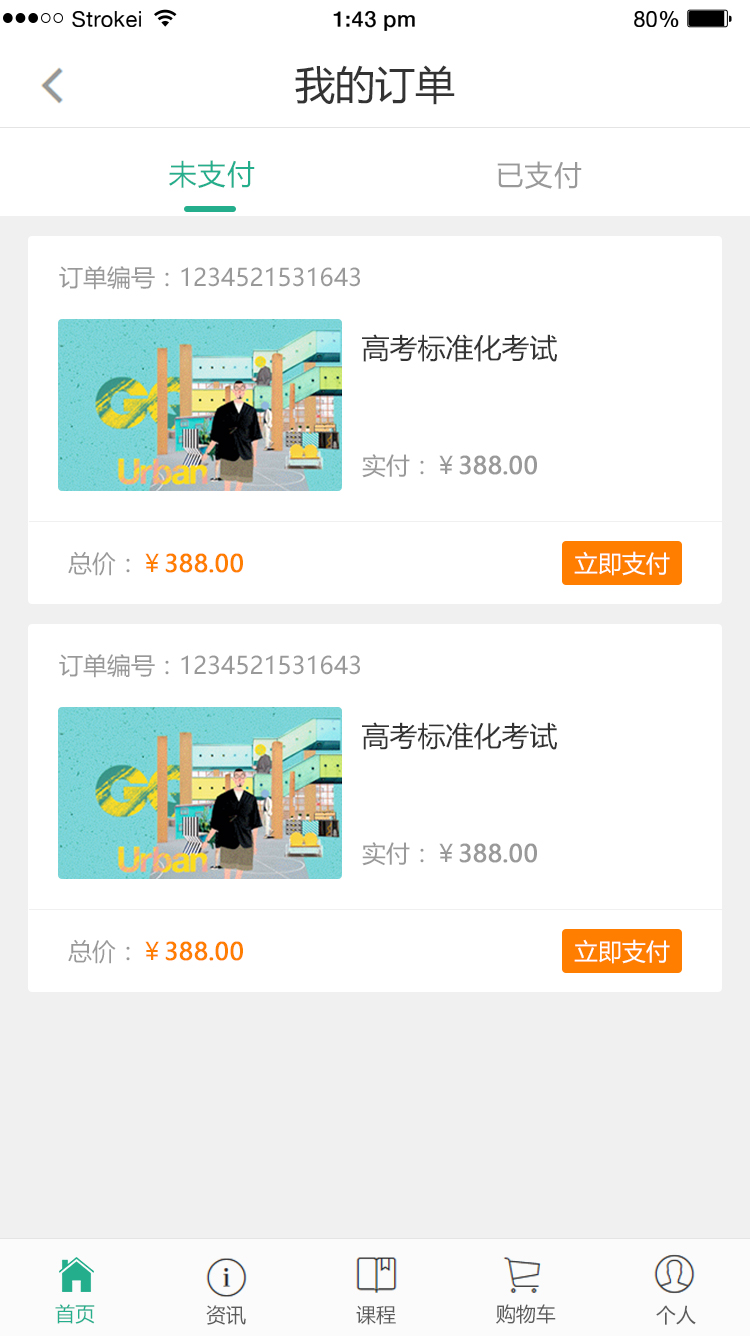 Strokei 1:43 pm 80%
我的订单
未支付 已支付
订单编号：1234521531643
高考标准化考试
Urban
实付：￥388.00
总价：￥388.00 立即支付
订单编号：1234521531643
高考标准化考试
Urban
实付：￥388.00
总价：￥388.00 立即支付
首页 资讯 课程 购物车 个人